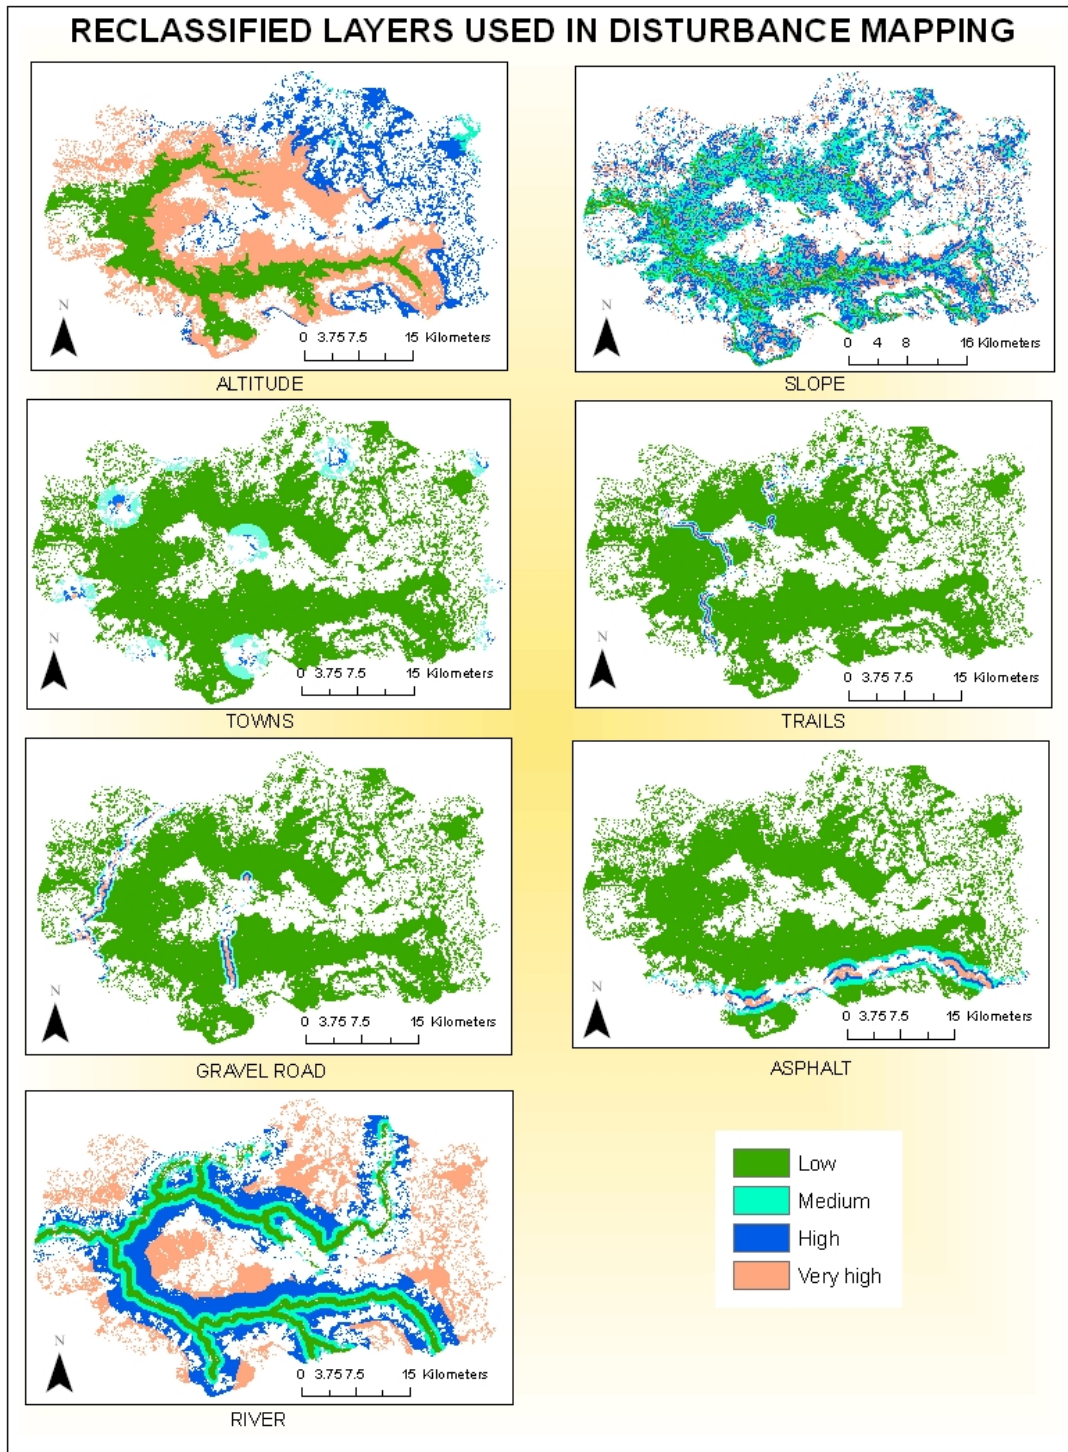 RECLASSIFIED LAYERS USED IN DISTURBANCE MAPPING
N
0 3.75 7.5 15 Kilometers
ALTITUDE
N
0 4 8 16 Kilometers
SLOPE
N
0 3.75 7.5 15 Kilometers
TOWNS
N
0 3.75 7.5 15 Kilometers
TRAILS
N
0 3.75 7.5 15 Kilometers
GRAVEL ROAD
N
0 3.75 7.5 15 Kilometers
ASPHALT
N
0 3.75 7.5 15 Kilometers
RIVER
Low
Medium
High
Very high